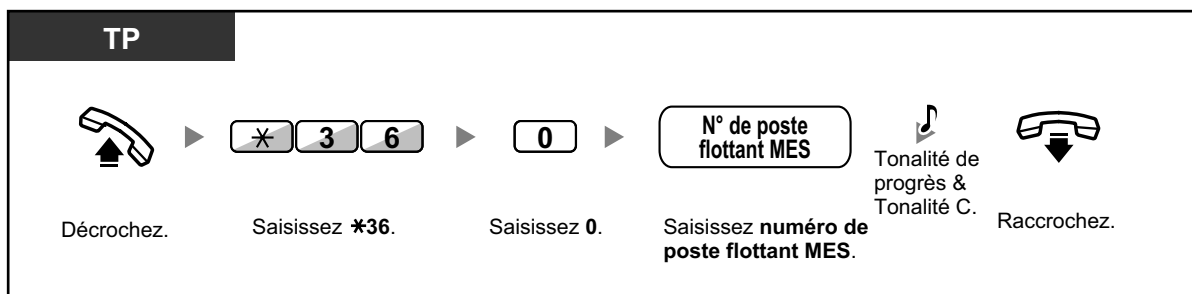 TP
✳ 3 6
0
N° de poste
flottant MES
Tonalité de
progrès &
Tonalité C.
Décrochez.
Saisissez ✳36.
Saisissez 0.
Saisissez numéro de
poste flottant MES.
Raccrochez.